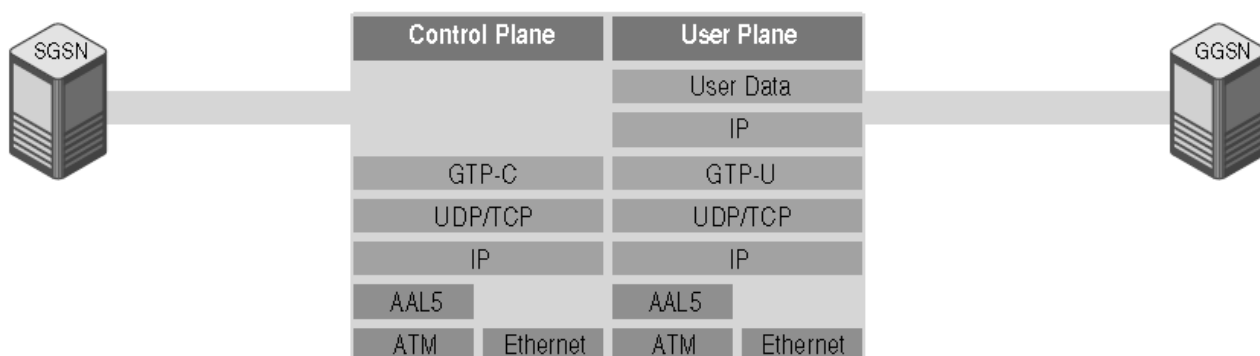 Control Plane User Plane
SGSN GGSN
User Data
IP
GTP-C GTP-U
UDP/TCP UDP/TCP
IP IP
AAL5 AAL5
ATM Ethernet ATM Ethernet